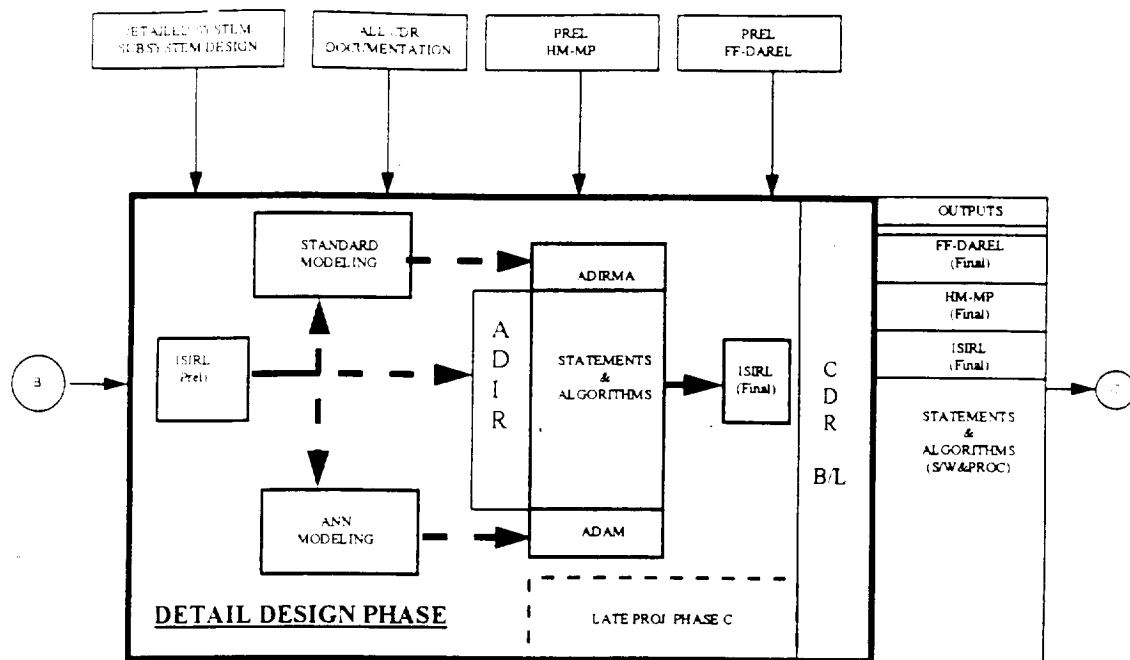 DETAILED SYSTEM
SUBSYSTEM DESIGN
ALL CDR
DOCUMENTATION
PREL
HM-MP
PREL
FF-DAREL
STANDARD
MODELING
ADIRMA
OUTPUTS
FF-DAREL
(Final)
HM-MP
(Final)
ISIRL
(Final)
STATEMENTS
&
ALGORITHMS
(S/W&PROC)
B
ISIRL
Prel)
ADIR
STATEMENTS
&
ALGORITHMS
ISIRL
(Final)
CDR
B/L
ANN
MODELING
ADAM
DETAIL DESIGN PHASE
LATE PROJ PHASE C